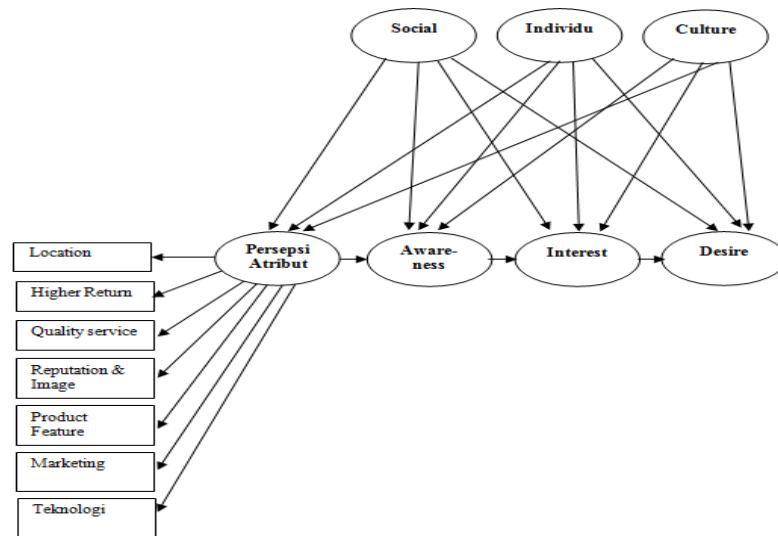 Social
Individu
Culture
Persepsi
Atribut
Aware-
ness
Interest
Desire
Location
Higher Return
Quality service
Reputation &
Image
Product
Feature
Marketing
Teknologi